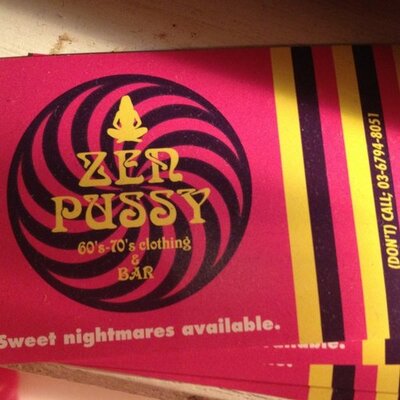 ZEN
PUSSY
60's-70's clothing
&
BAR
Sweet nightmares available.
(DON'T) CALL; 03-6794-8051